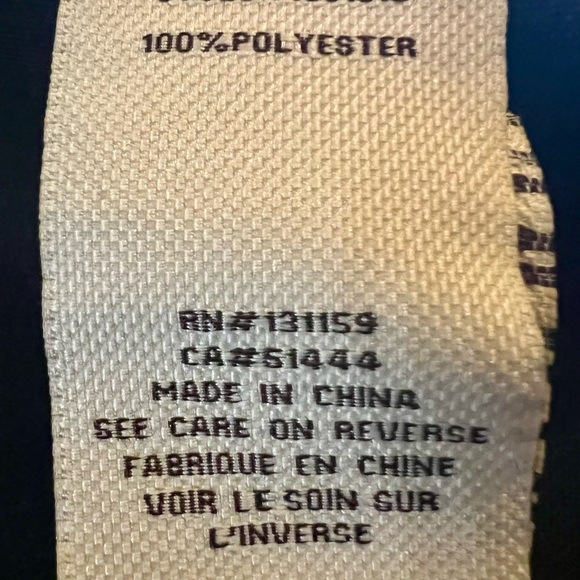 100%POLYESTER
RN#131159
CA#51444
MADE IN CHINA
SEE CARE ON REVERSE
FABRIQUE EN CHINE
VOIR LE SOIN SUR
L'INVERSE